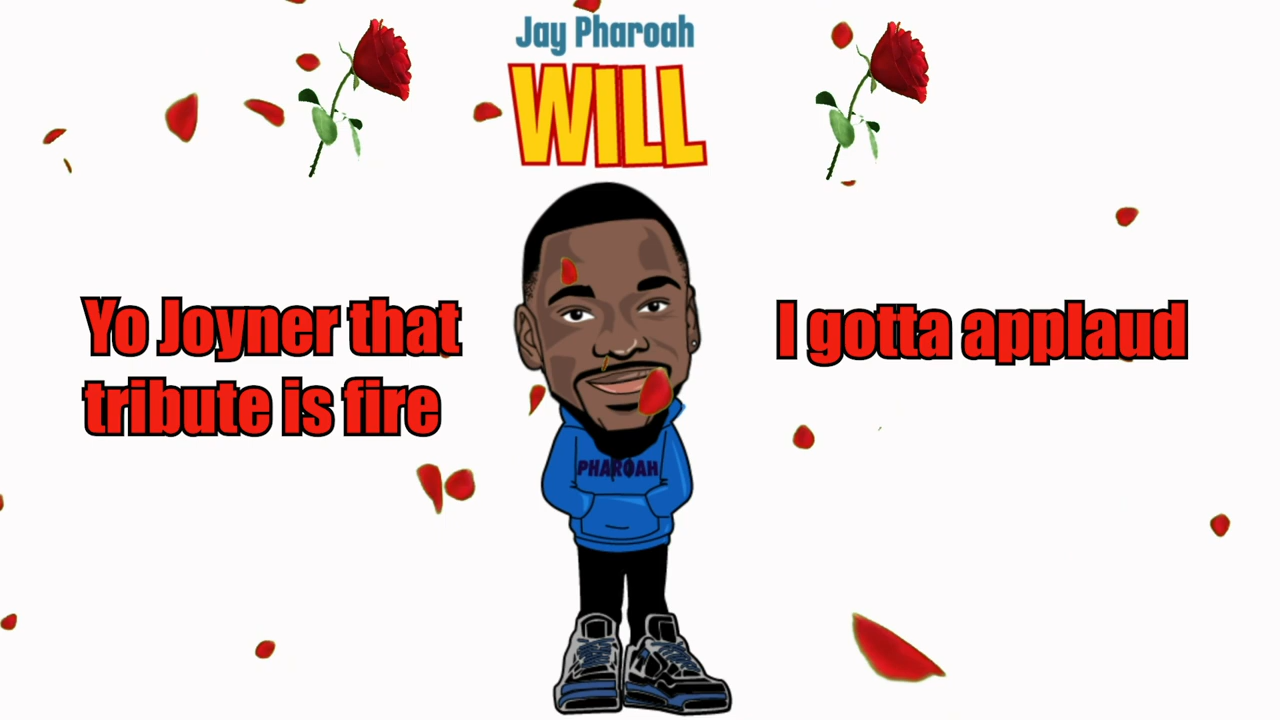 Jay Pharoah
WILL
Yo Joyner that
tribute is fire
I gotta applaud
PHAROAH